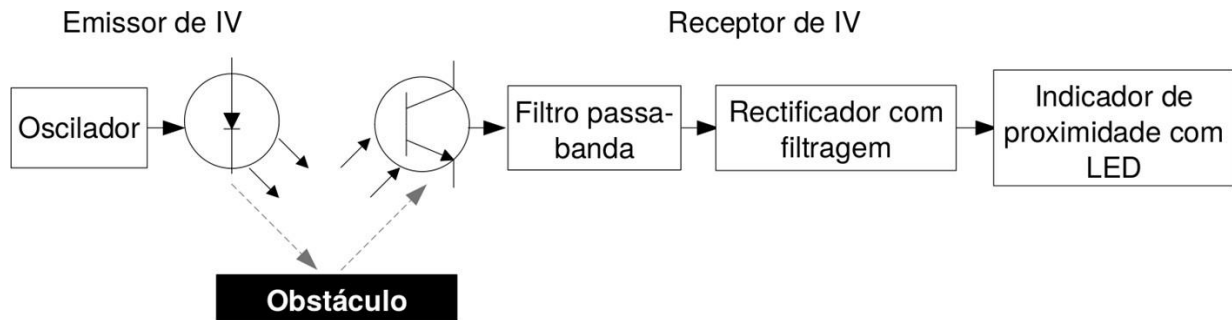 Emissor de IV
Receptor de IV
Oscilador
Filtro passa-
banda
Rectificador com
filtragem
Indicador de
proximidade com
LED
Obstáculo